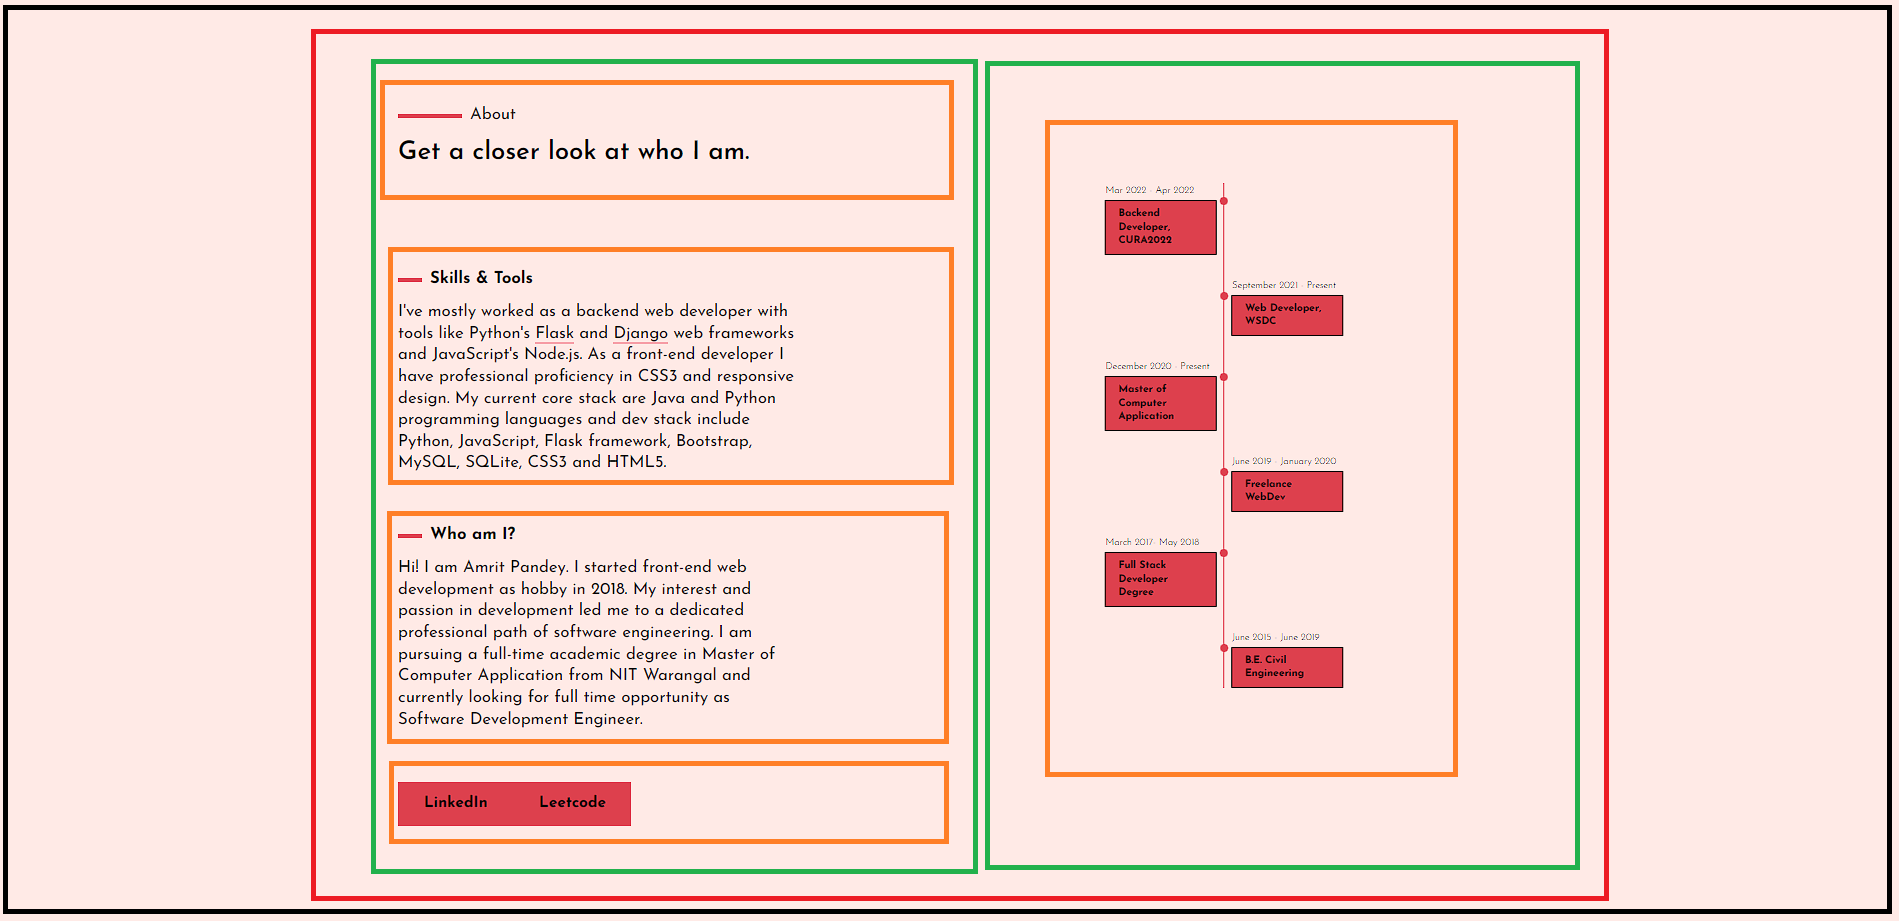 About
Get a closer look at who I am.
Skills & Tools
I've mostly worked as a backend web developer with
tools like Python's Flask and Django web frameworks
and JavaScript's Node.js. As a front-end developer I
have professional proficiency in CSS3 and responsive
design. My current core stack are Java and Python
programming languages and dev stack include
Python, JavaScript, Flask framework, Bootstrap,
MySQL, SQLite, CSS3 and HTML5.
Who am I?
Hi! I am Amrit Pandey. I started front-end web
development as hobby in 2018. My interest and
passion in development led me to a dedicated
professional path of software engineering. I am
pursuing a full-time academic degree in Master of
Computer Application from NIT Warangal and
currently looking for full time opportunity as
Software Development Engineer.
LinkedIn Leetcode
Mar 2022 - Apr 2022
Backend
Developer,
CURA2022
September 2021 - Present
Web Developer,
WSDC
December 2020 - Present
Master of
Computer
Application
June 2019 - January 2020
Freelance
WebDev
March 2017- May 2018
Full Stack
Developer
Degree
June 2015 - June 2019
B.E. Civil
Engineering